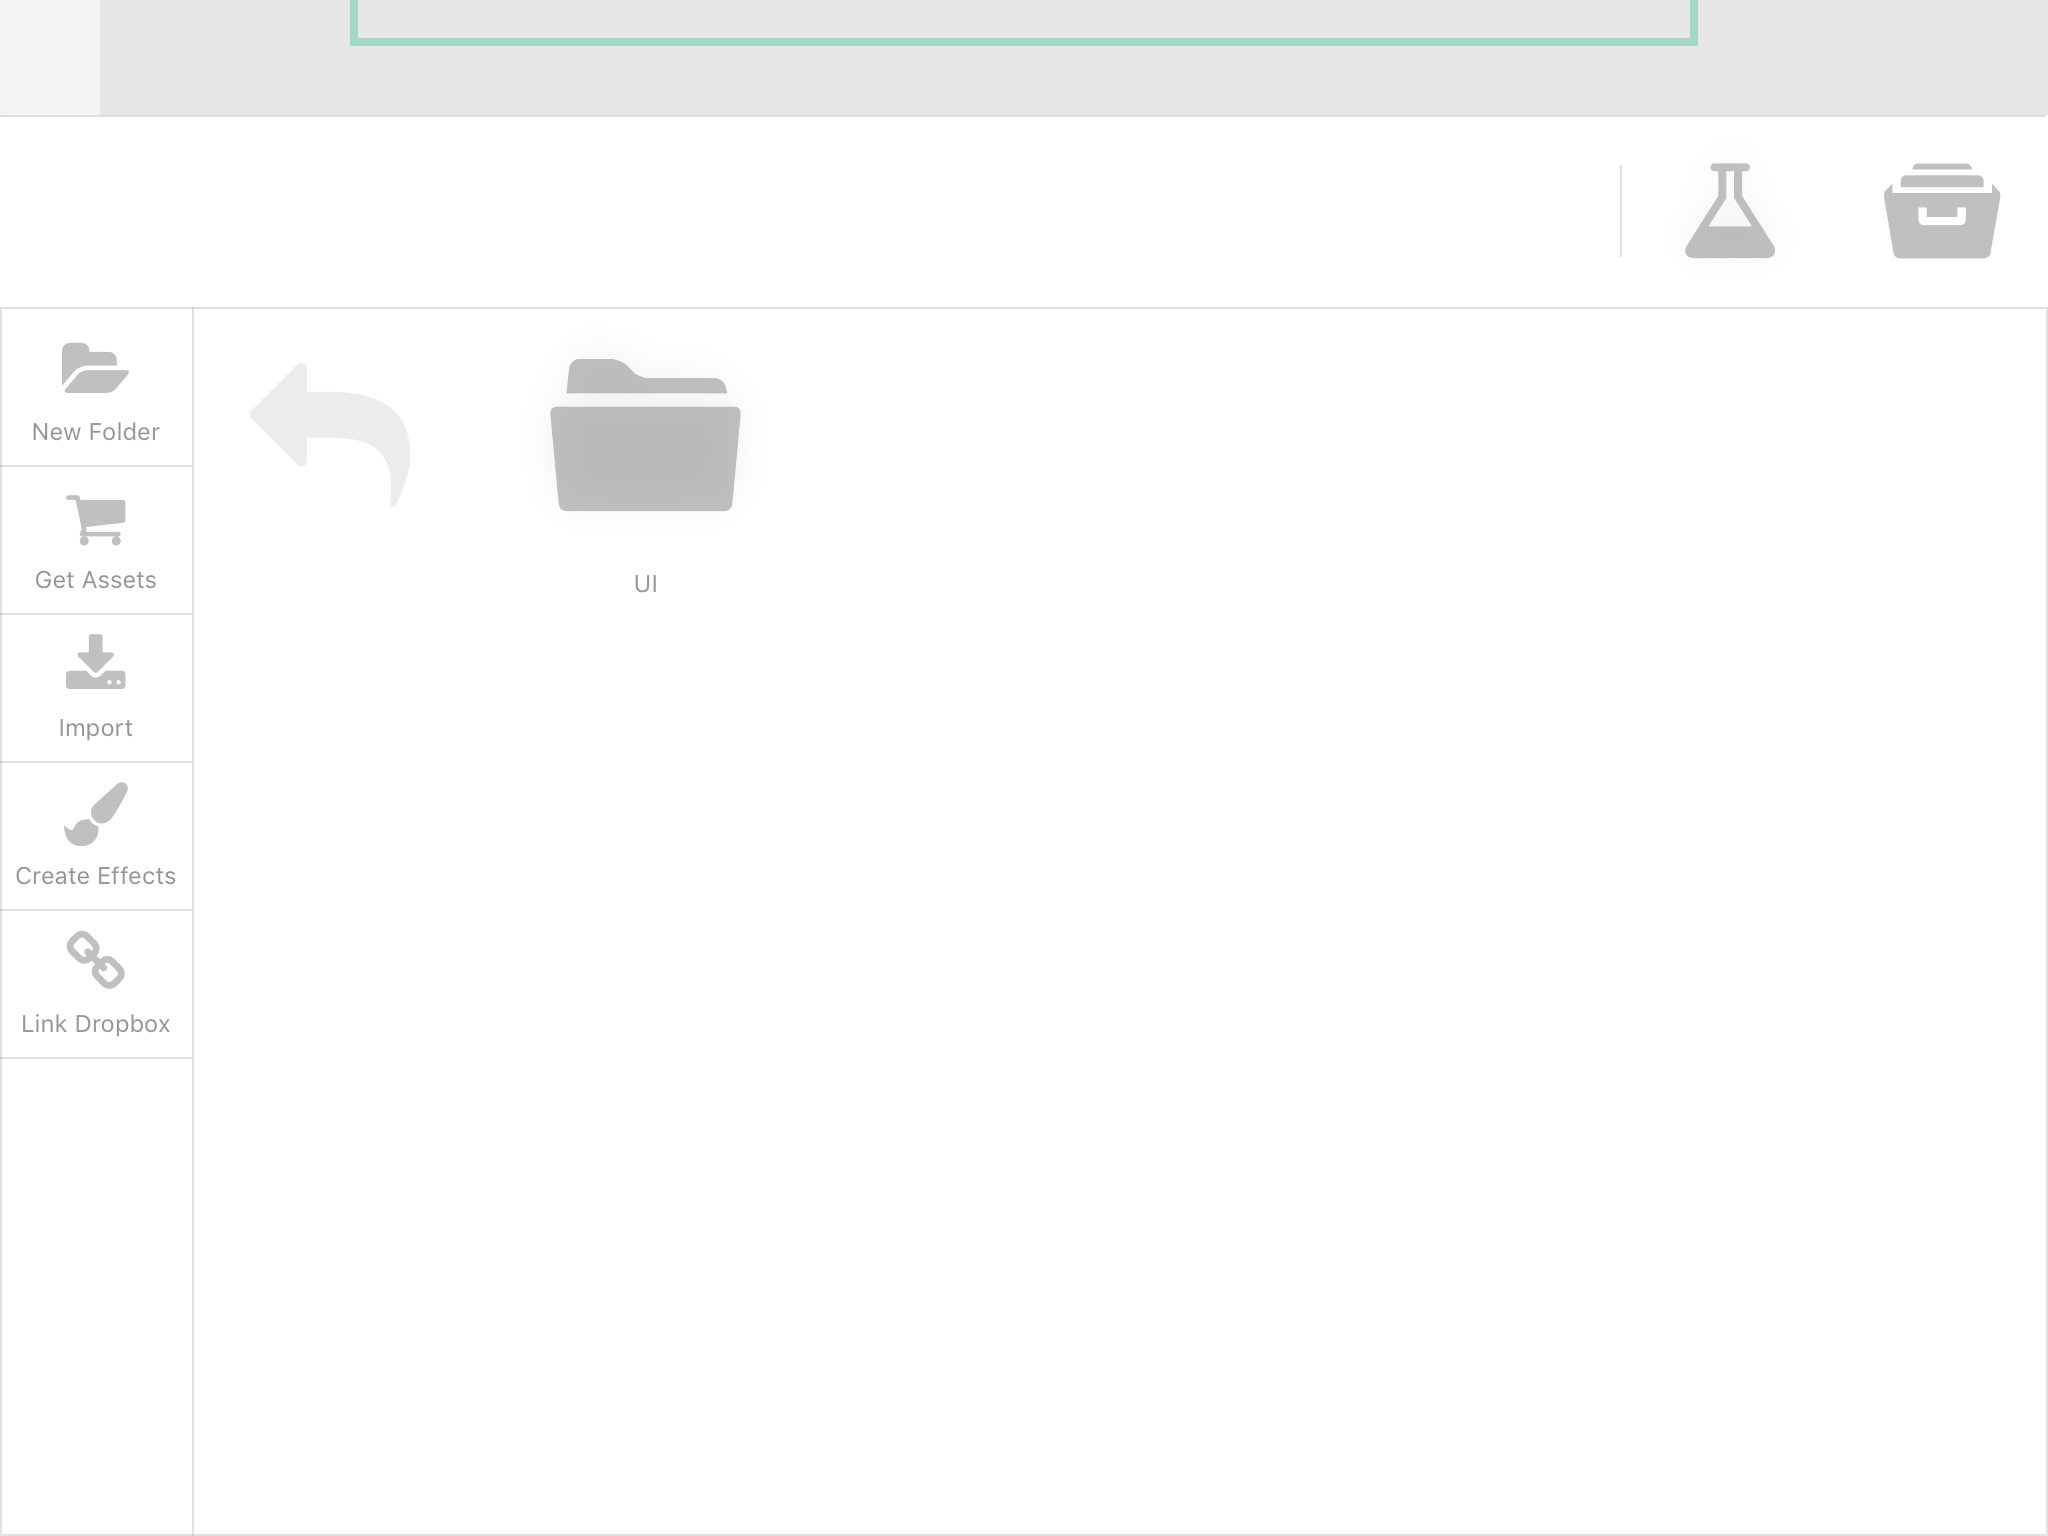 New Folder
UI
Get Assets
Import
Create Effects
Link Dropbox